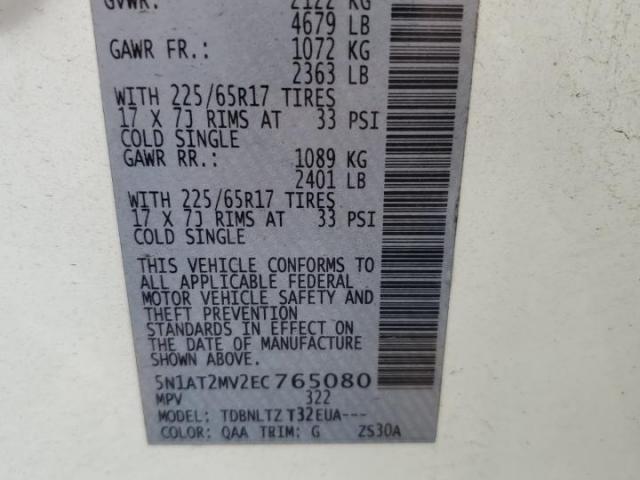 GVWR: 2122 KG
4679 LB
GAWR FR.: 1072 KG
2363 LB
WITH 225/65R17 TIRES
17 X 7J RIMS AT 33 PSI
COLD SINGLE
GAWR RR.: 1089 KG
2401 LB
WITH 225/65R17 TIRES
17 X 7J RIMS AT 33 PSI
COLD SINGLE
THIS VEHICLE CONFORMS TO
ALL APPLICABLE FEDERAL
MOTOR VEHICLE SAFETY AND
THEFT PREVENTION
STANDARDS IN EFFECT ON
THE DATE OF MANUFACTURE
SHOWN ABOVE.
5N1AT2MV2EC765080
MPV 322
MODEL: TDBNLTZ T32EUA---
COLOR: QAA TRIM: G ZS30A